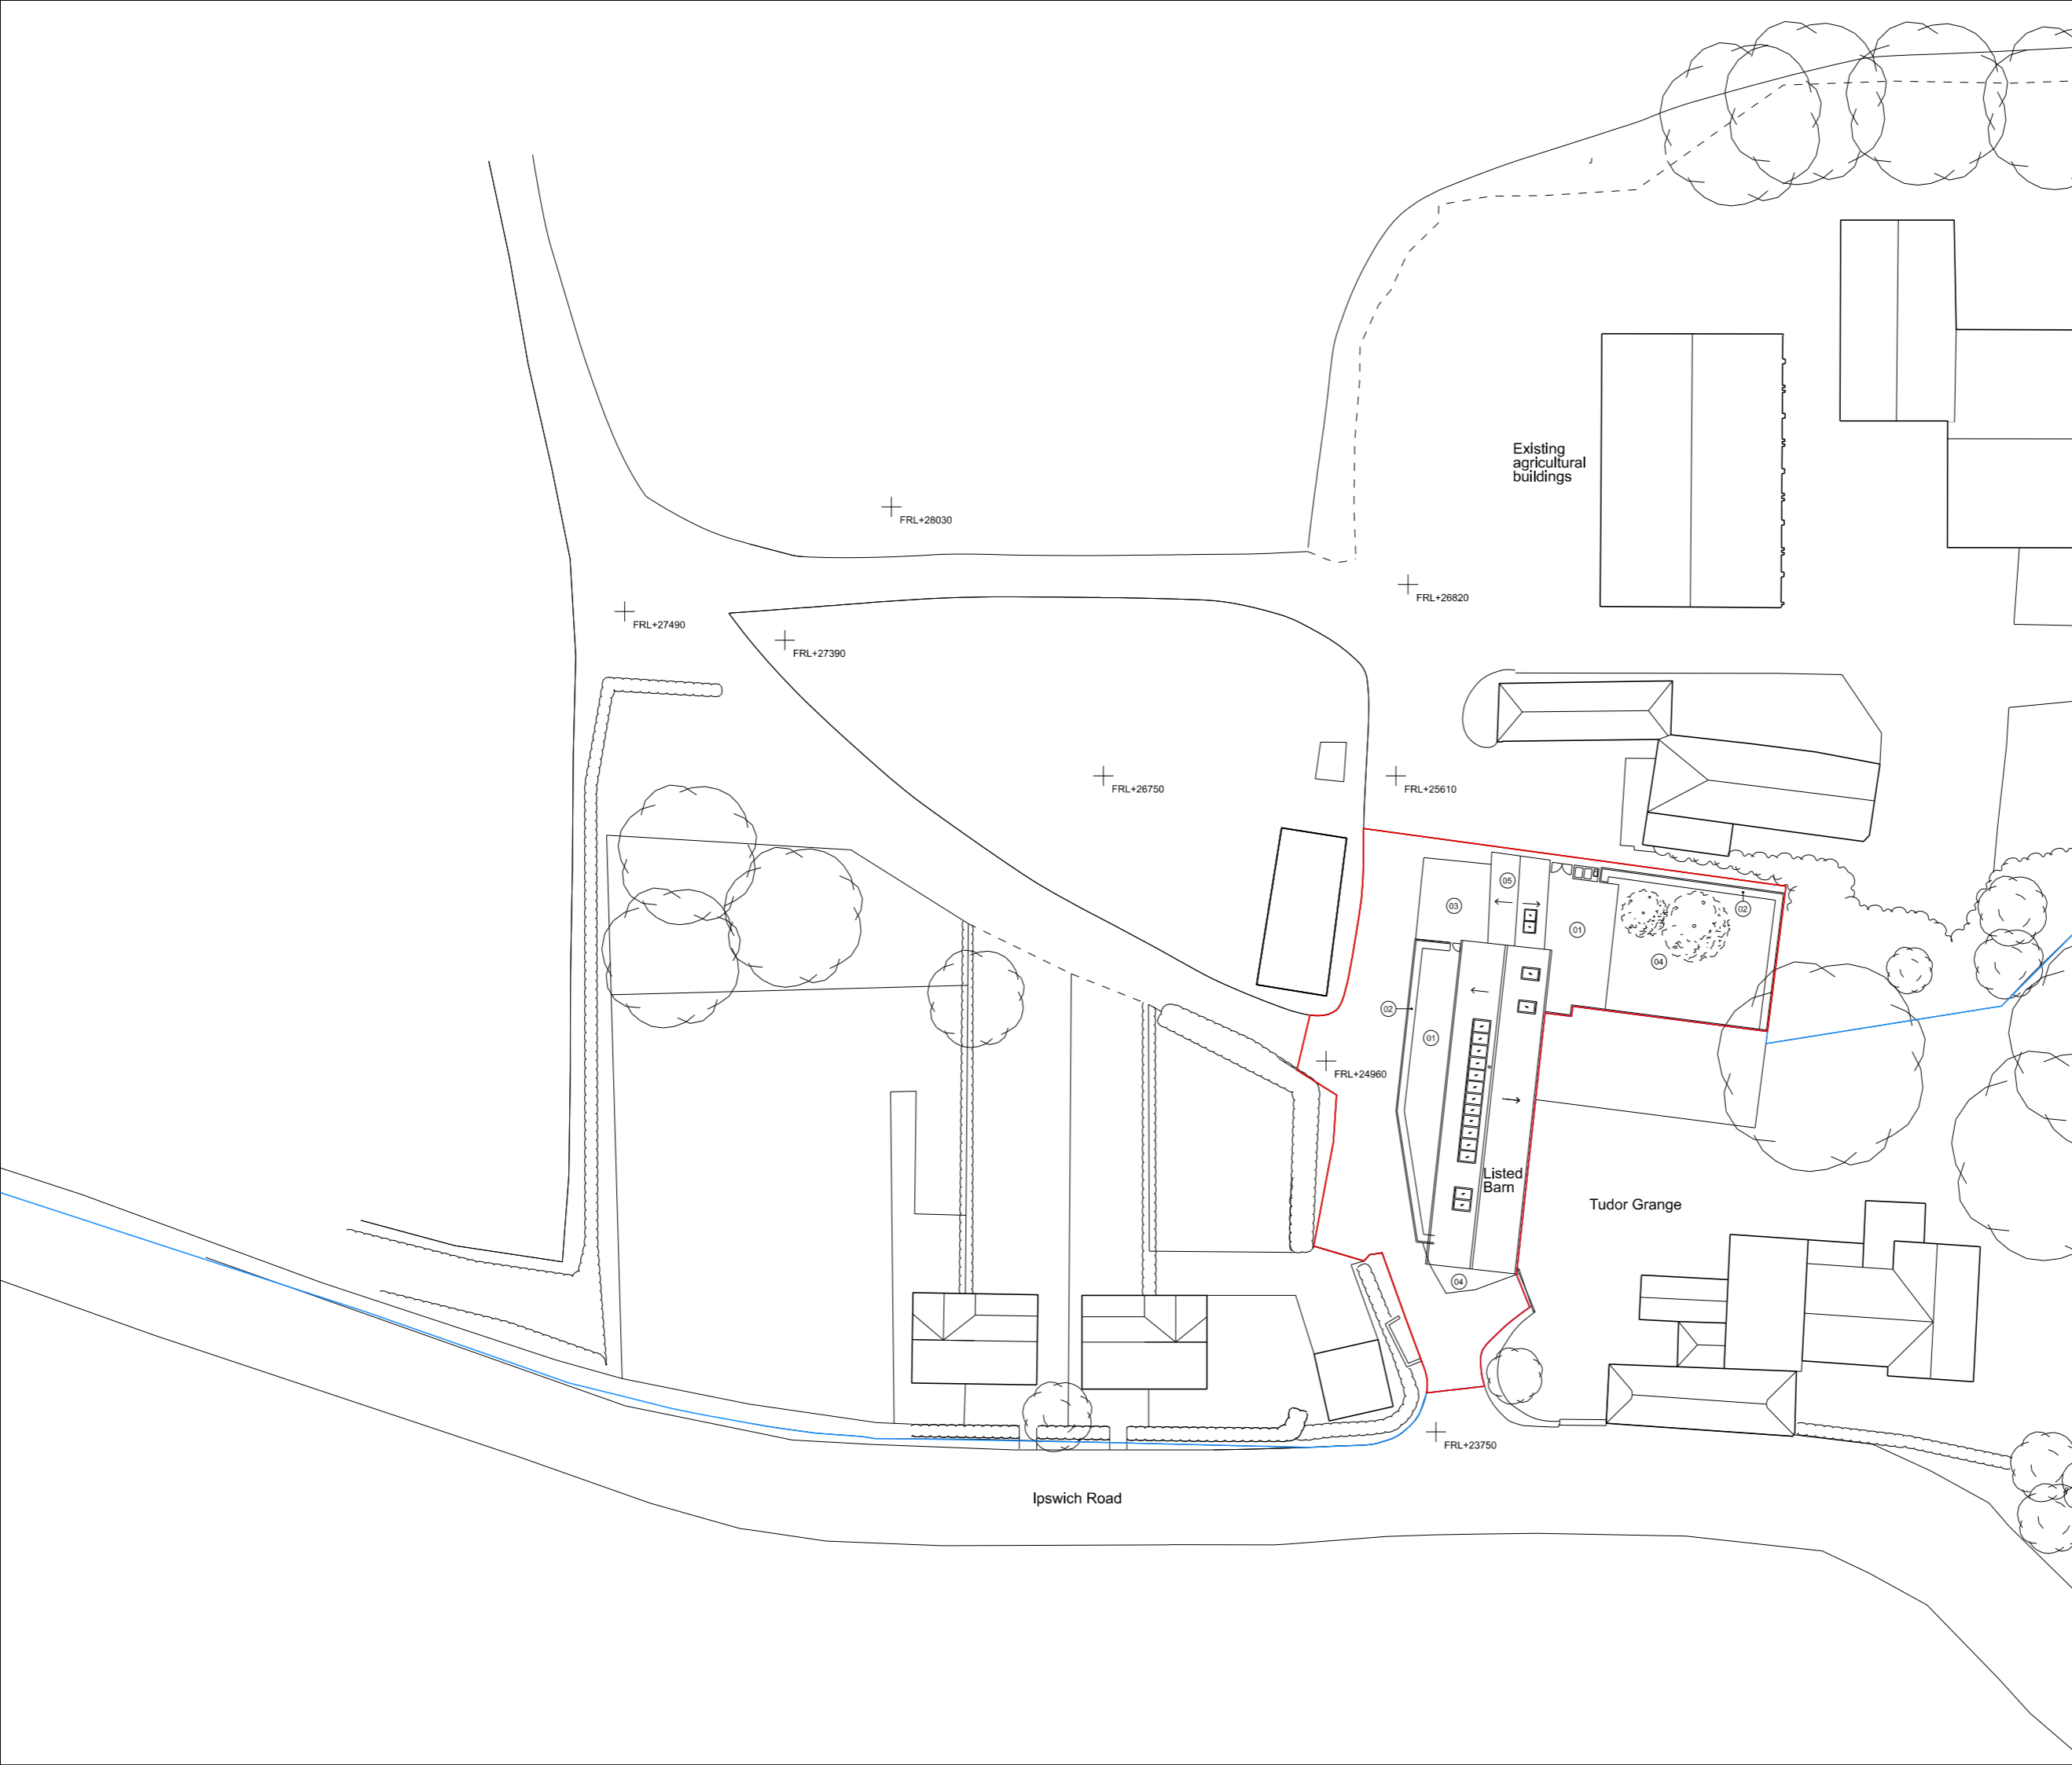 Existing
agricultural
buildings
FRL+28030
FRL+26820
FRL+27490
FRL+27390
FRL+26750
FRL+25610
05
03
02
01
04
02
01
FRL+24960
Listed
Barn
Tudor Grange
04
FRL+23750
Ipswich Road